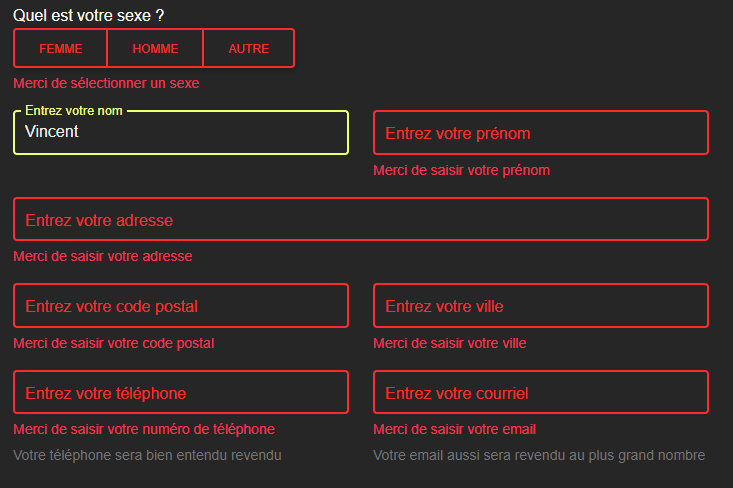 Quel est votre sexe ?
FEMME HOMME AUTRE
Merci de sélectionner un sexe
Entrez votre nom
Vincent
Entrez votre prénom
Merci de saisir votre prénom
Entrez votre adresse
Merci de saisir votre adresse
Entrez votre code postal
Entrez votre ville
Merci de saisir votre code postal
Merci de saisir votre ville
Entrez votre téléphone
Entrez votre courriel
Merci de saisir votre numéro de téléphone
Merci de saisir votre email
Votre téléphone sera bien entendu revendu
Votre email aussi sera revendu au plus grand nombre